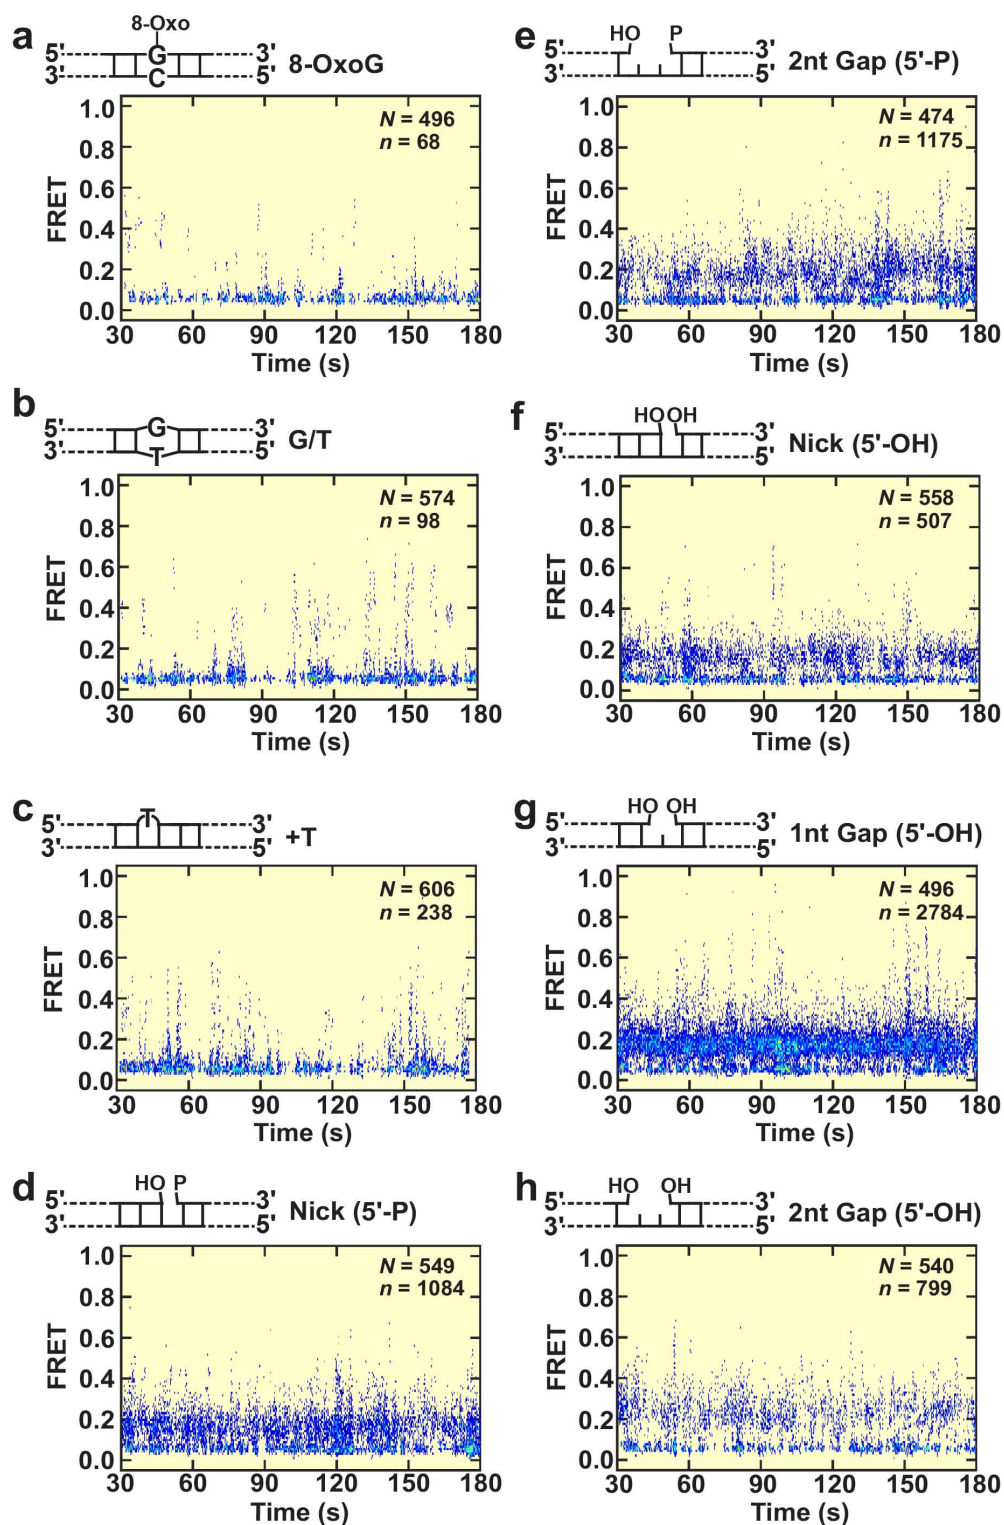 a
8-Oxo
5' G 3'
3' C 5'
8-OxoG
N = 496
n = 68
1.0
0.8
0.6
0.4
0.2
0.0
FRET
30 60 90 120 150 180
Time (s)
b
5' G 3'
3' T 5'
G/T
N = 574
n = 98
1.0
0.8
0.6
0.4
0.2
0.0
FRET
30 60 90 120 150 180
Time (s)
c
5' T 3'
3' 5'
+T
N = 606
n = 238
1.0
0.8
0.6
0.4
0.2
0.0
FRET
30 60 90 120 150 180
Time (s)
d
HO P
5' 3'
3' 5'
Nick (5'-P)
N = 549
n = 1084
1.0
0.8
0.6
0.4
0.2
0.0
FRET
30 60 90 120 150 180
Time (s)
e
HO P
5' 3'
3' 5'
2nt Gap (5'-P)
N = 474
n = 1175
1.0
0.8
0.6
0.4
0.2
0.0
FRET
30 60 90 120 150 180
Time (s)
f
HO OH
5' 3'
3' 5'
Nick (5'-OH)
N = 558
n = 507
1.0
0.8
0.6
0.4
0.2
0.0
FRET
30 60 90 120 150 180
Time (s)
g
HO OH
5' 3'
3' 5'
1nt Gap (5'-OH)
N = 496
n = 2784
1.0
0.8
0.6
0.4
0.2
0.0
FRET
30 60 90 120 150 180
Time (s)
h
HO OH
5' 3'
3' 5'
2nt Gap (5'-OH)
N = 540
n = 799
1.0
0.8
0.6
0.4
0.2
0.0
FRET
30 60 90 120 150 180
Time (s)